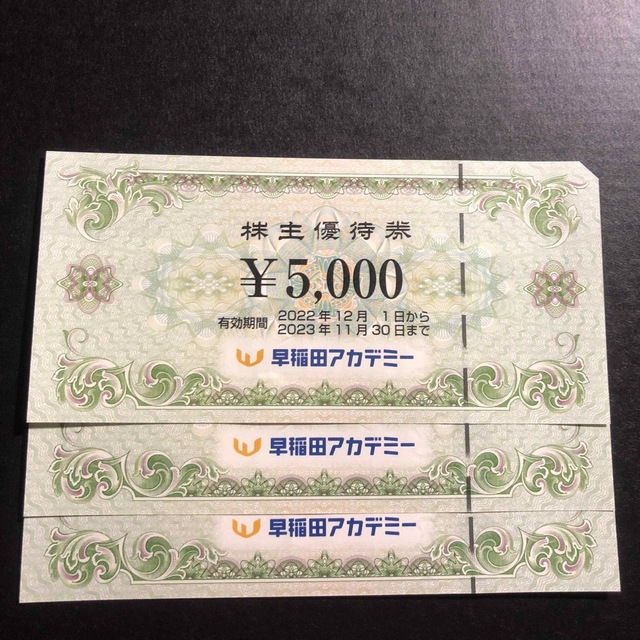 株主優待券
¥5,000
有効期間 2022年12月 1日から
2023年11月30日まで
早稲田アカデミー
早稲田アカデミー
早稲田アカデミー